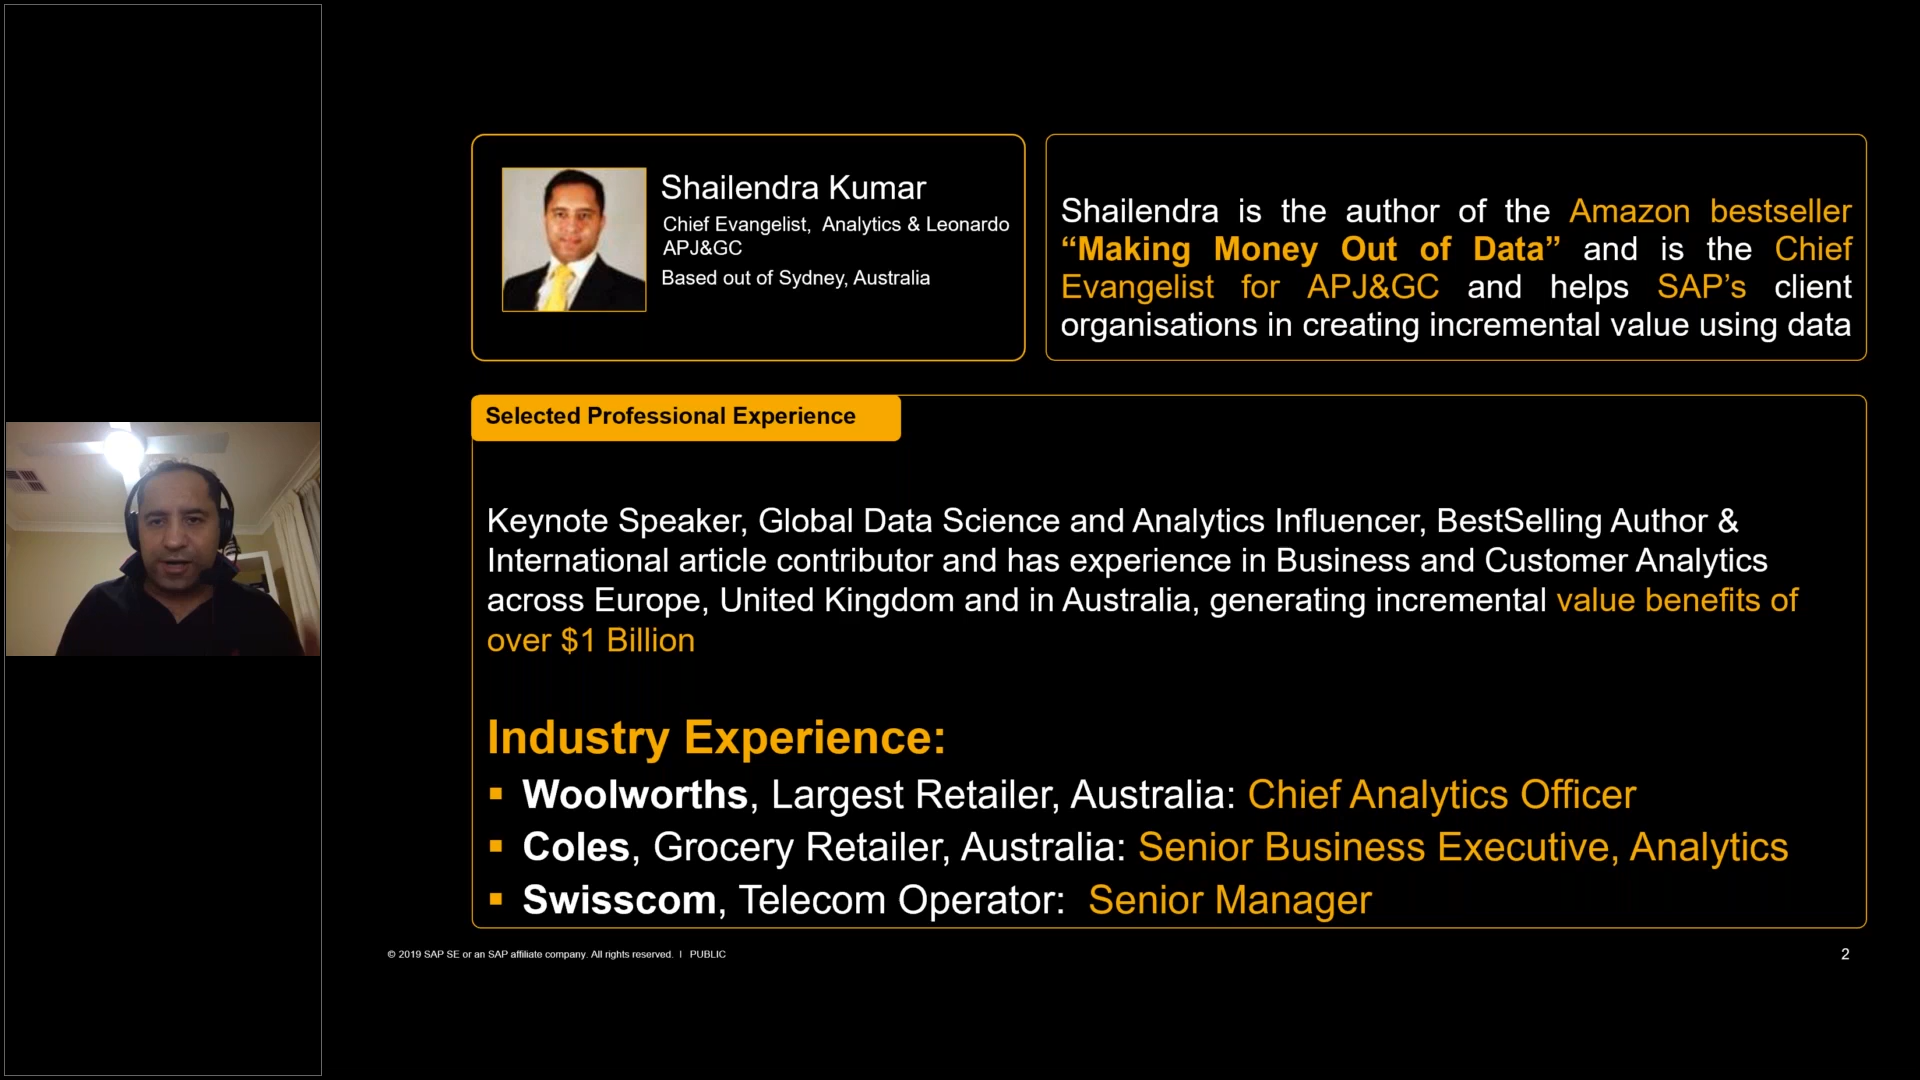 Shailendra Kumar
Chief Evangelist, Analytics & Leonardo
APJ&GC
Based out of Sydney, Australia
Shailendra is the author of the Amazon bestseller
“Making Money Out of Data” and is the Chief
Evangelist for APJ&GC and helps SAP’s client
organisations in creating incremental value using data
Selected Professional Experience
Keynote Speaker, Global Data Science and Analytics Influencer, BestSelling Author &
International article contributor and has experience in Business and Customer Analytics
across Europe, United Kingdom and in Australia, generating incremental value benefits of
over $1 Billion
Industry Experience:
▪ Woolworths, Largest Retailer, Australia: Chief Analytics Officer
▪ Coles, Grocery Retailer, Australia: Senior Business Executive, Analytics
▪ Swisscom, Telecom Operator: Senior Manager
© 2019 SAP SE or an SAP affiliate company. All rights reserved. I PUBLIC
2